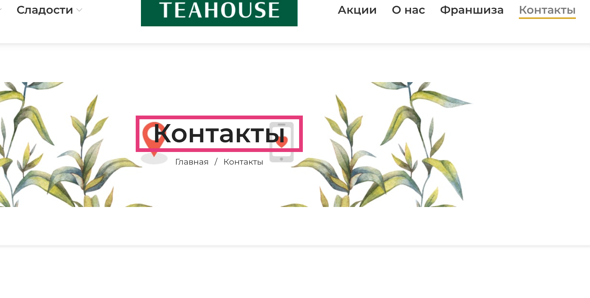 Сладости
TEAHOUSE
Акции О нас Франшиза Контакты
Контакты
Главная / Контакты